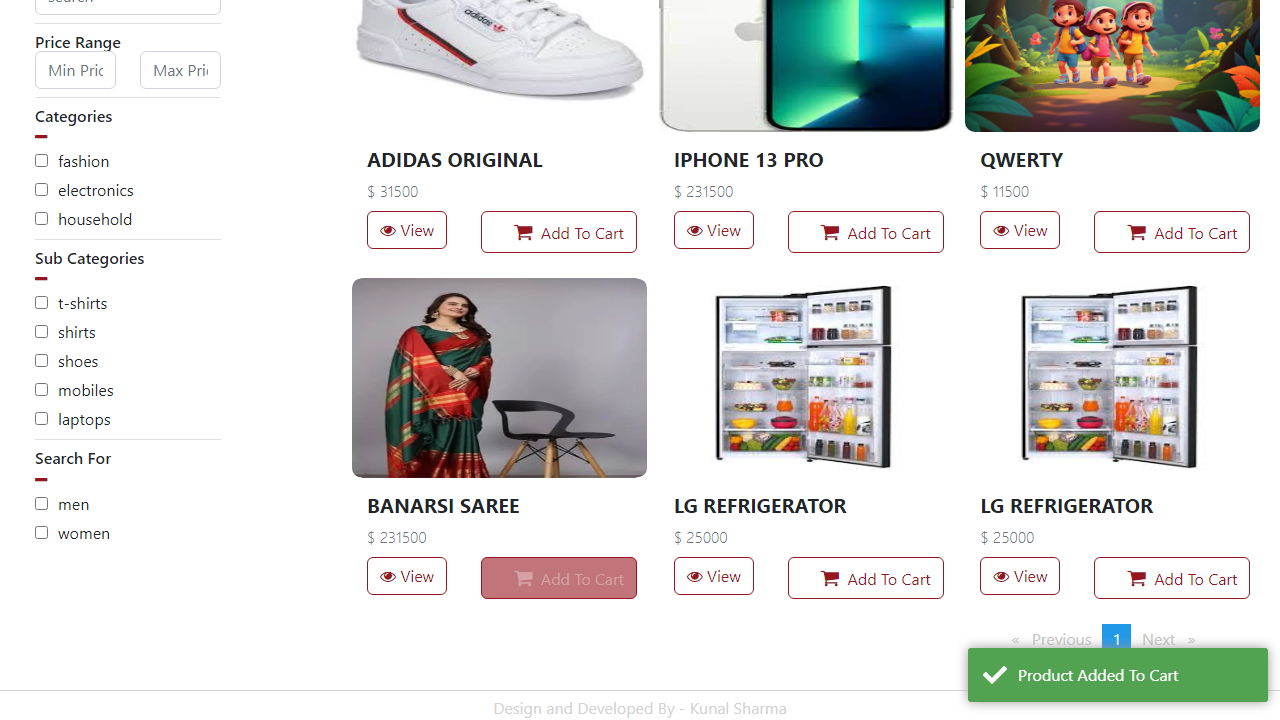 Search
Price Range
Min Pric
Max Pric
Categories
fashion
electronics
household
Sub Categories
t-shirts
shirts
shoes
mobiles
laptops
Search For
men
women
adidas
ADIDAS ORIGINAL
$ 31500
View
Add To Cart
IPHONE 13 PRO
$ 231500
View
Add To Cart
QWERTY
$ 11500
View
Add To Cart
BANARSI SAREE
$ 231500
View
Add To Cart
LG REFRIGERATOR
$ 25000
View
Add To Cart
LG REFRIGERATOR
$ 25000
View
Add To Cart
« Previous 1 Next »
Product Added To Cart
Design and Developed By - Kunal Sharma